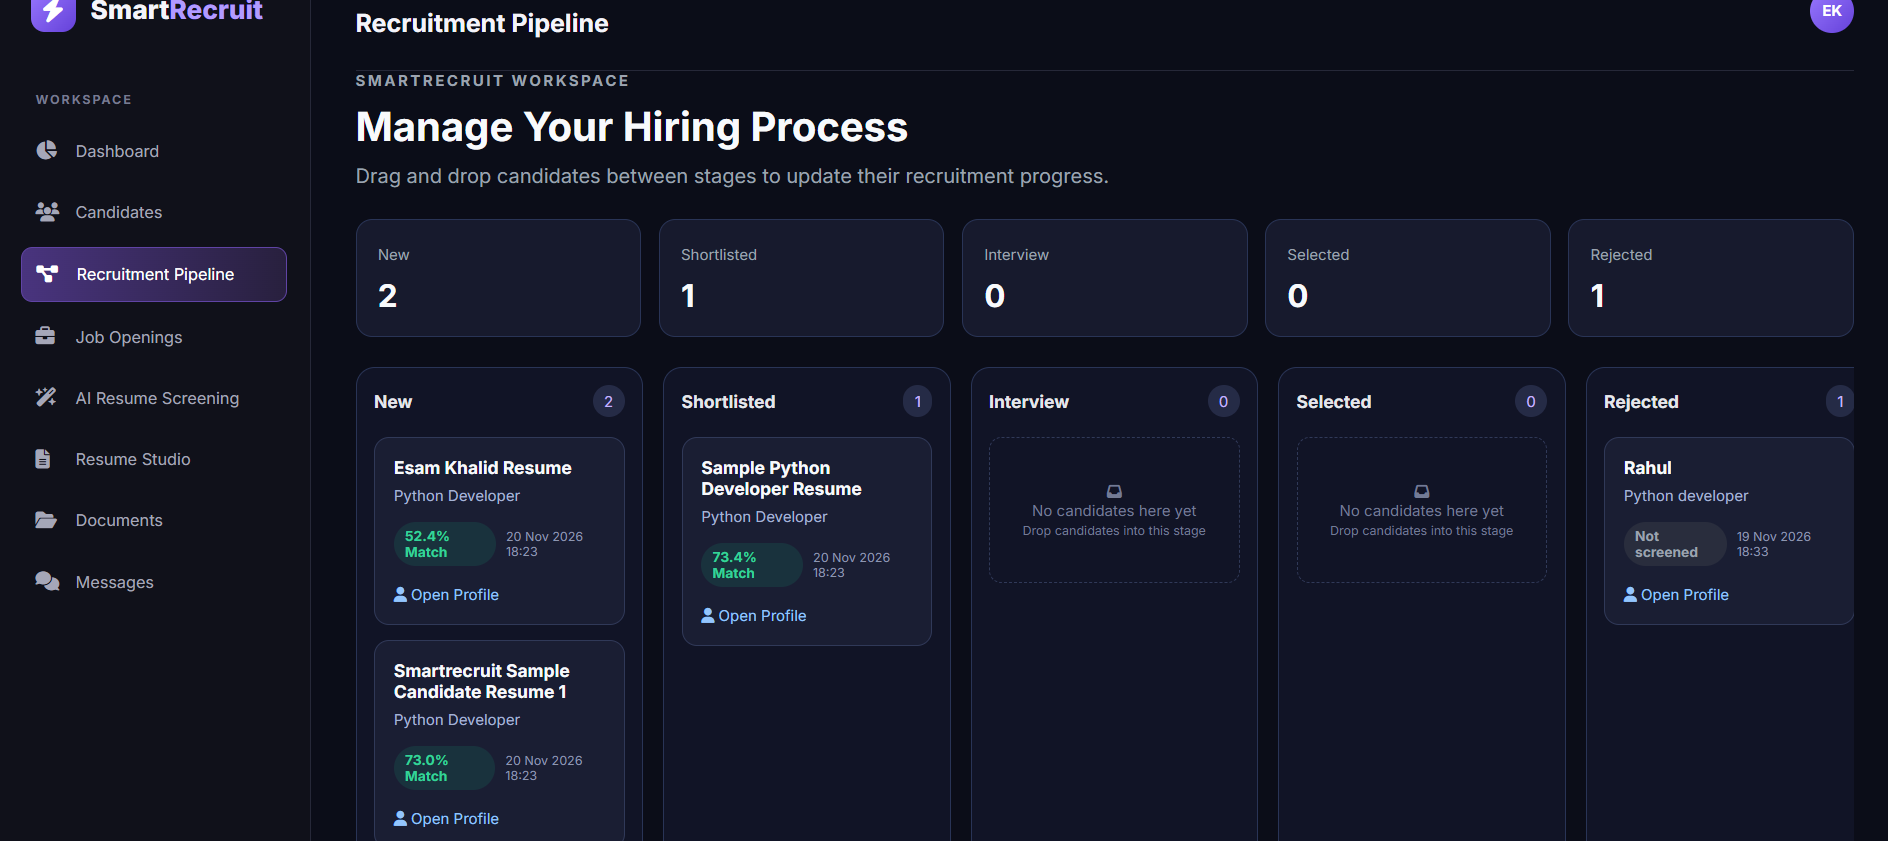 SmartRecruit
WORKSPACE
Dashboard
Candidates
Recruitment Pipeline
Job Openings
AI Resume Screening
Resume Studio
Documents
Messages
Recruitment Pipeline
EK
SMARTRECRUIT WORKSPACE
Manage Your Hiring Process
Drag and drop candidates between stages to update their recruitment progress.
New
2
Shortlisted
1
Interview
0
Selected
0
Rejected
1
New
2
Esam Khalid Resume
Python Developer
52.4%
Match
20 Nov 2026
18:23
Open Profile
Smartrecruit Sample
Candidate Resume 1
Python Developer
73.0%
Match
20 Nov 2026
18:23
Open Profile
Shortlisted
1
Sample Python
Developer Resume
Python Developer
73.4%
Match
20 Nov 2026
18:23
Open Profile
Interview
0
No candidates here yet
Drop candidates into this stage
Selected
0
No candidates here yet
Drop candidates into this stage
Rejected
1
Rahul
Python developer
Not
screened
19 Nov 2026
18:33
Open Profile